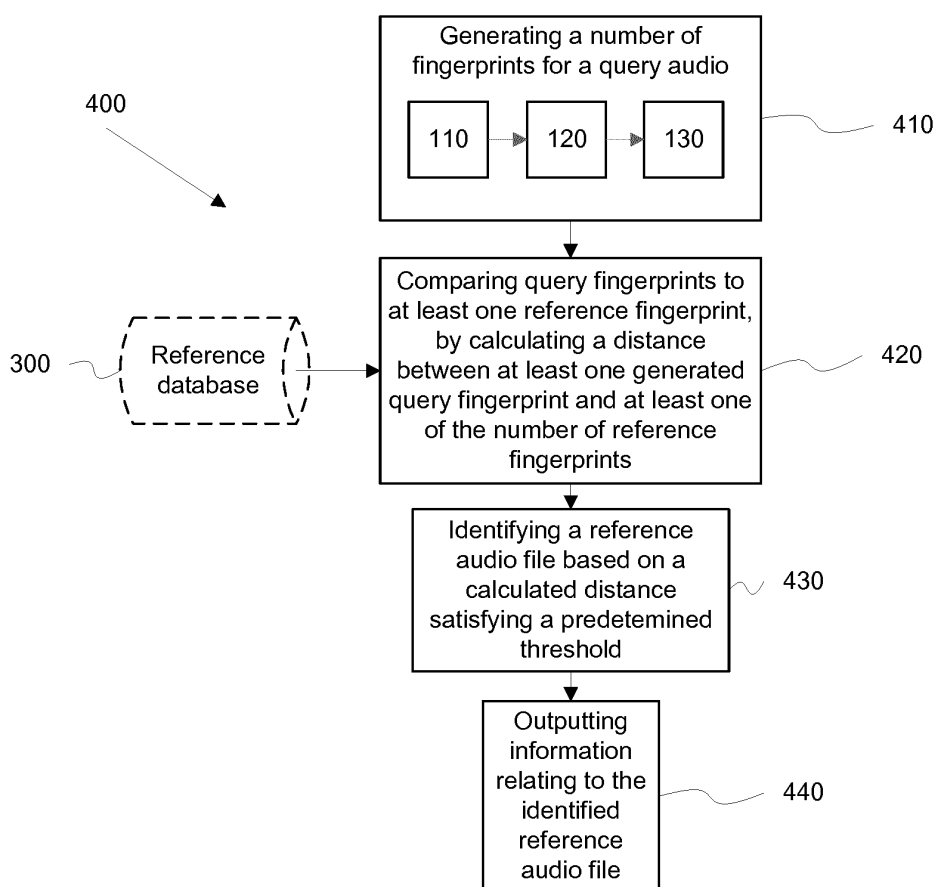 Generating a number of
fingerprints for a query audio
400
110
120
130
410
Comparing query fingerprints to
at least one reference fingerprint,
by calculating a distance
between at least one generated
query fingerprint and at least one
of the number of reference
fingerprints
300
Reference
database
420
Identifying a reference
audio file based on a
calculated distance
satisfying a predetemined
threshold
430
Outputting
information
relating to the
identified
reference
audio file
440